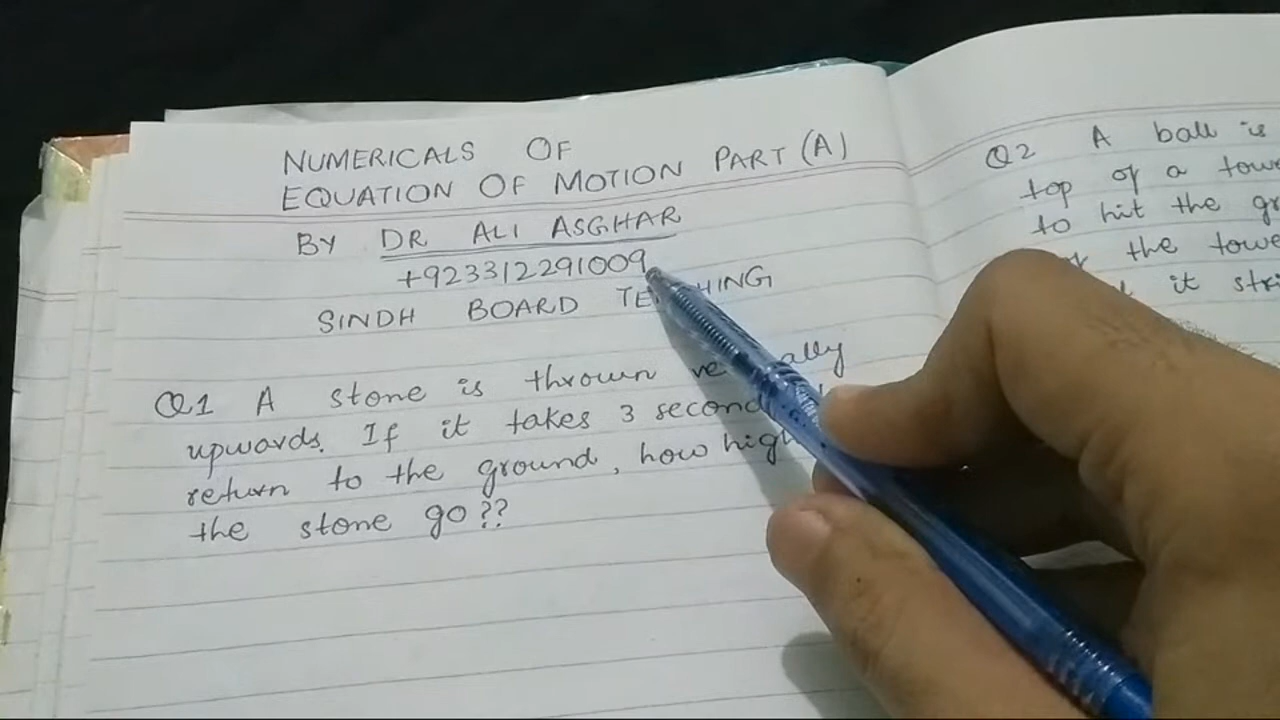 NUMERICALS OF
EQUATION OF MOTION PART (A)
BY DR ALI ASGHAR
+923312291009
SINDH BOARD
Q1 A stone is thrown
upwards. If it takes 3
return to the ground, how
the stone go??
Q2 A ball is
top of a
to hit the
the
it